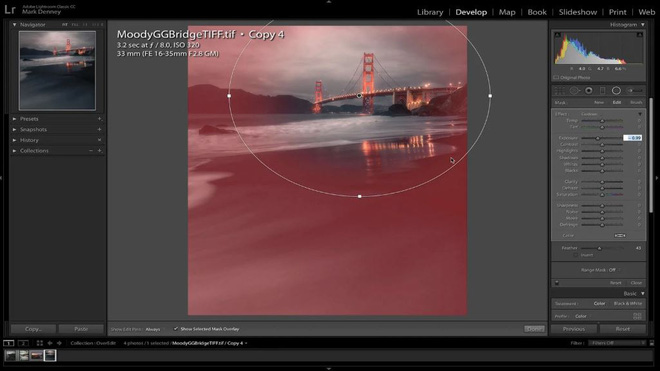 Lr
Adobe Lightroom Classic CC
Mark Denney
Library | Develop | Map | Book | Slideshow | Print | Web
Navigator
Presets
Snapshots
History
Collections
Copy...
Paste
MoodyGGBridgeTIFF.tif • Copy 4
3.2 sec at ƒ / 8.0, ISO 320
33 mm (FE 16-35mm F2.8 GM)
Show Edit Pins: Always
Show Selected Mask Overlay
Done
Histogram
Original Photo
Mask: New Edit Brush
Effect: Custom
Temp
Tint
Exposure
Contrast
Highlights
Shadows
Whites
Blacks
Clarity
Dehaze
Saturation
Sharpness
Noise
Moiré
Defringe
Color
Feather
Invert
Range Mask: Off
Reset Close
Basic
Treatment: Color Black & White
Profile: Color
Previous
Reset
Collection: OverEdit
4 photos / 1 selected / MoodyGGBridgeTIFF.tif / Copy 4
Filter: Filters Off